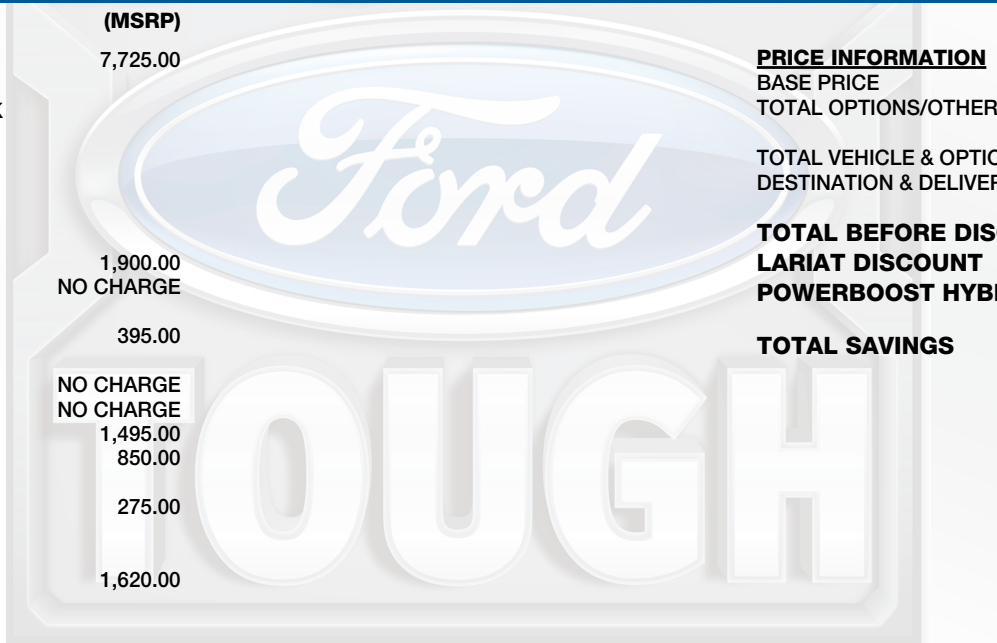 (MSRP)
7,725.00
1,900.00
NO CHARGE
395.00
NO CHARGE
NO CHARGE
1,495.00
850.00
275.00
1,620.00
Ford
TOUGH
PRICE INFORMATION
BASE PRICE
TOTAL OPTIONS/OTHER
TOTAL VEHICLE & OPTIO
DESTINATION & DELIVER
TOTAL BEFORE DIS
LARIAT DISCOUNT
POWERBOOST HYB
TOTAL SAVINGS